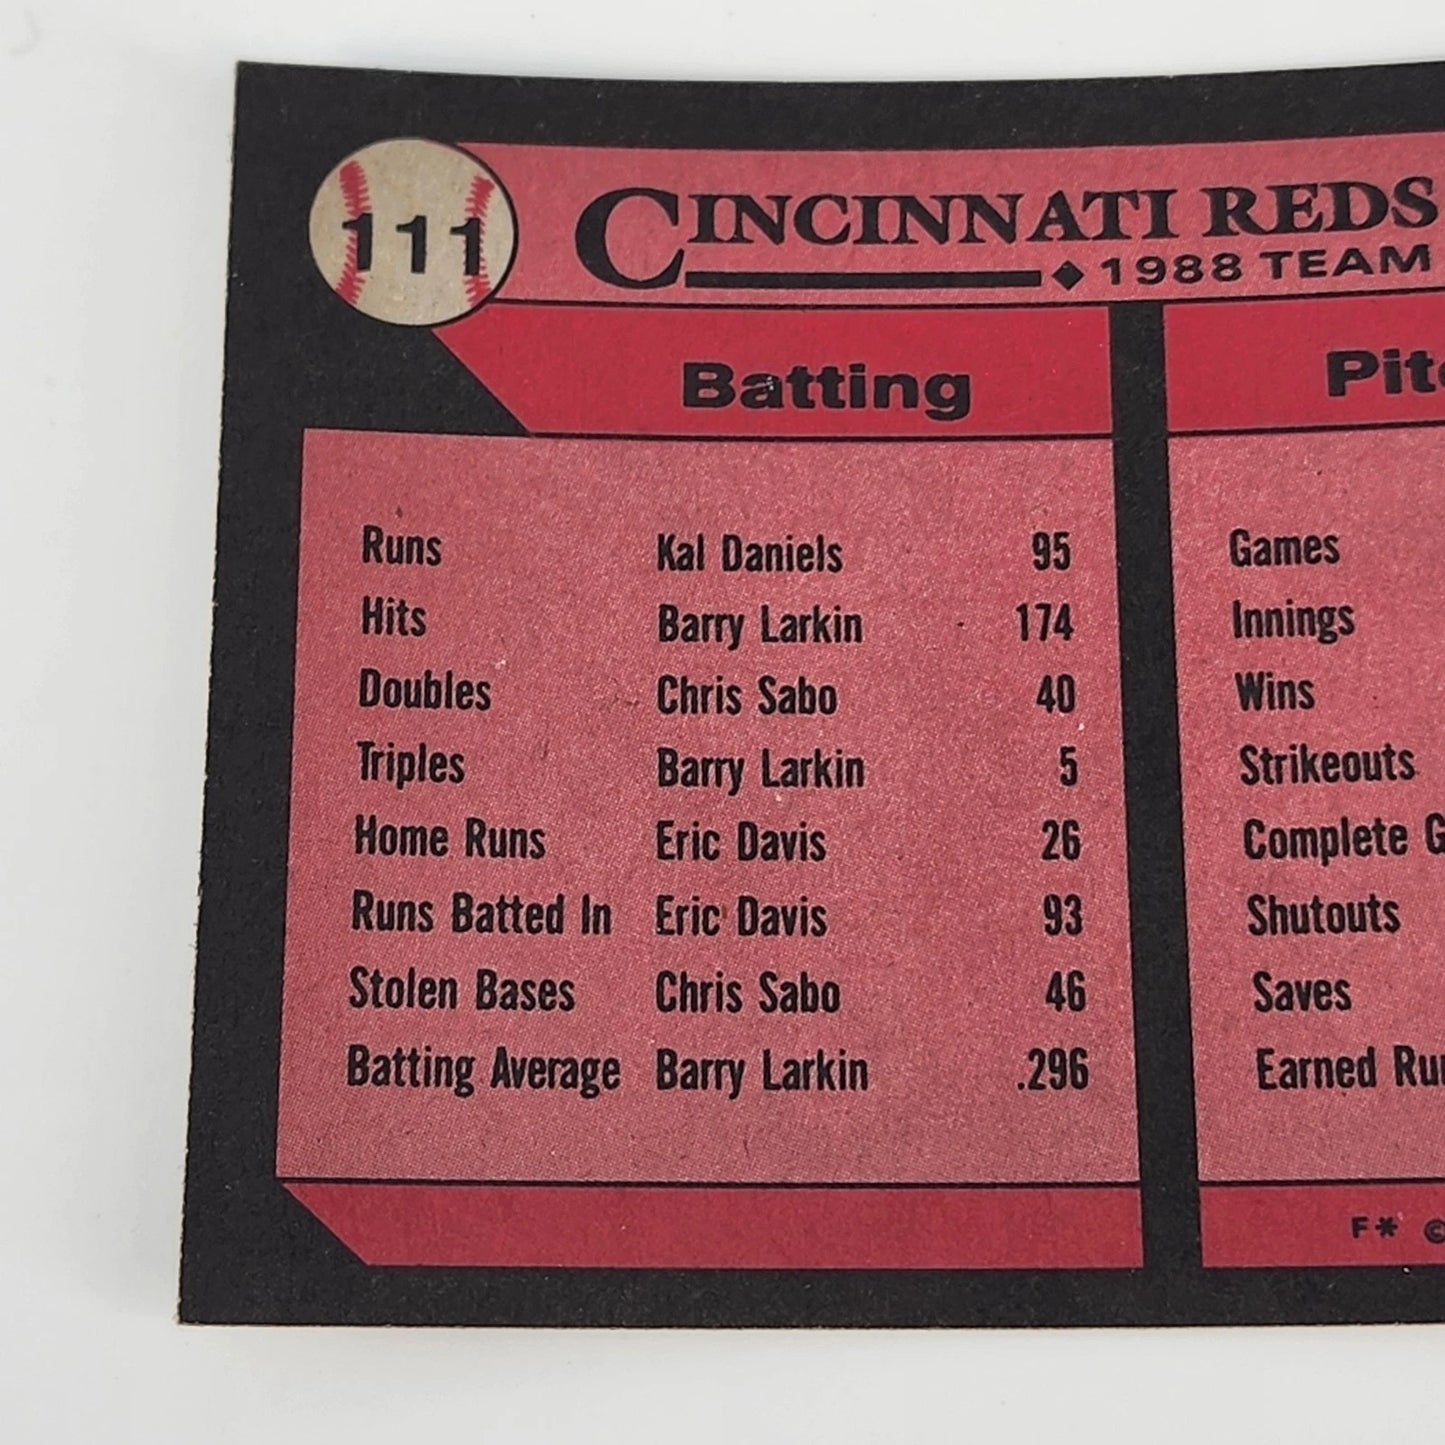 111
CINCINNATI REDS
1988 TEAM
Batting
Runs Kal Daniels 95
Hits Barry Larkin 174
Doubles Chris Sabo 40
Triples Barry Larkin 5
Home Runs Eric Davis 26
Runs Batted In Eric Davis 93
Stolen Bases Chris Sabo 46
Batting Average Barry Larkin .296
Games
Innings
Wins
Strikeouts
Complete
Shutouts
Saves
Earned
F* ©